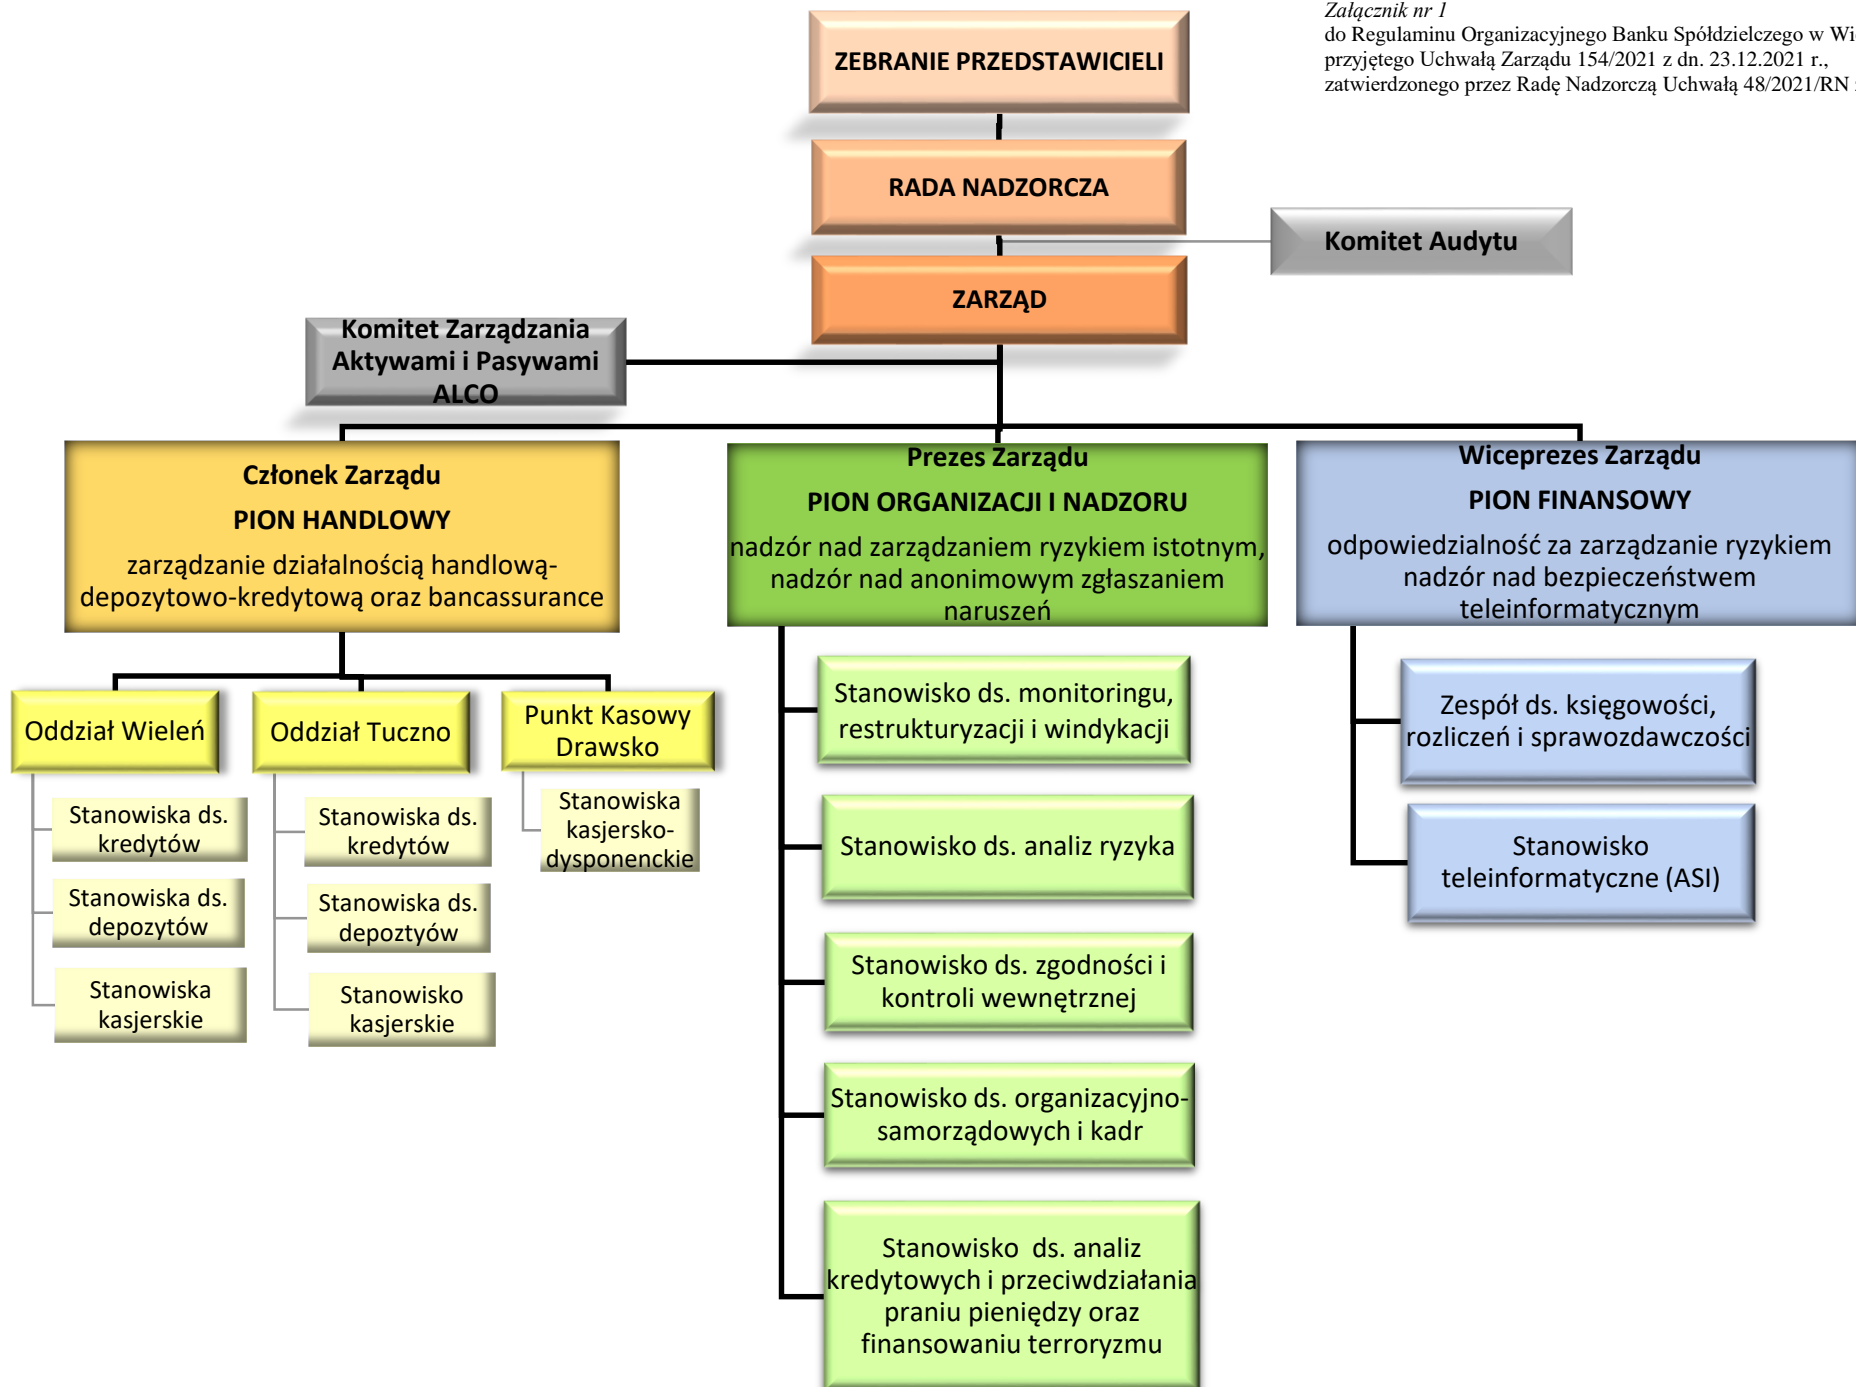 Załącznik nr 1
do Regulaminu Organizacyjnego Banku Spółdzielczego w
przyjętego Uchwałą Zarządu 154/2021 z dn. 23.12.2021 r.,
zatwierdzonego przez Radę Nadzorczą Uchwałą 48/2021/RN
ZEBRANIE PRZEDSTAWICIELI
RADA NADZORCZA
Komitet Audytu
ZARZĄD
Komitet Zarządzania
Aktywami i Pasywami
ALCO
Członek Zarządu
PION HANDLOWY
zarządzanie działalnością handlową-
depozytowo-kredytową oraz bancassurance
Prezes Zarządu
PION ORGANIZACJI I NADZORU
nadzór nad zarządzaniem ryzykiem istotnym,
nadzór nad anonimowym zgłaszaniem
naruszeń
Wiceprezes Zarządu
PION FINANSOWY
odpowiedzialność za zarządzanie ryzykiem
nadzór nad bezpieczeństwem
teleinformatycznym
Oddział Wieleń
Stanowiska ds.
kredytów
Stanowiska ds.
depozytów
Stanowiska
kasjerskie
Oddział Tuczno
Stanowiska ds.
kredytów
Stanowiska ds.
depoztyów
Stanowisko
kasjerskie
Punkt Kasowy
Drawsko
Stanowiska
kasjersko-
dysponenckie
Stanowisko ds. monitoringu,
restrukturyzacji i windykacji
Stanowisko ds. analiz ryzyka
Stanowisko ds. zgodności i
kontroli wewnętrznej
Stanowisko ds. organizacyjno-
samorządowych i kadr
Stanowisko  ds. analiz
kredytowych i przeciwdziałania
praniu pieniędzy oraz
finansowaniu terroryzmu
Zespół ds. księgowości,
rozliczeń i sprawozdawczości
Stanowisko
teleinformatyczne (ASI)